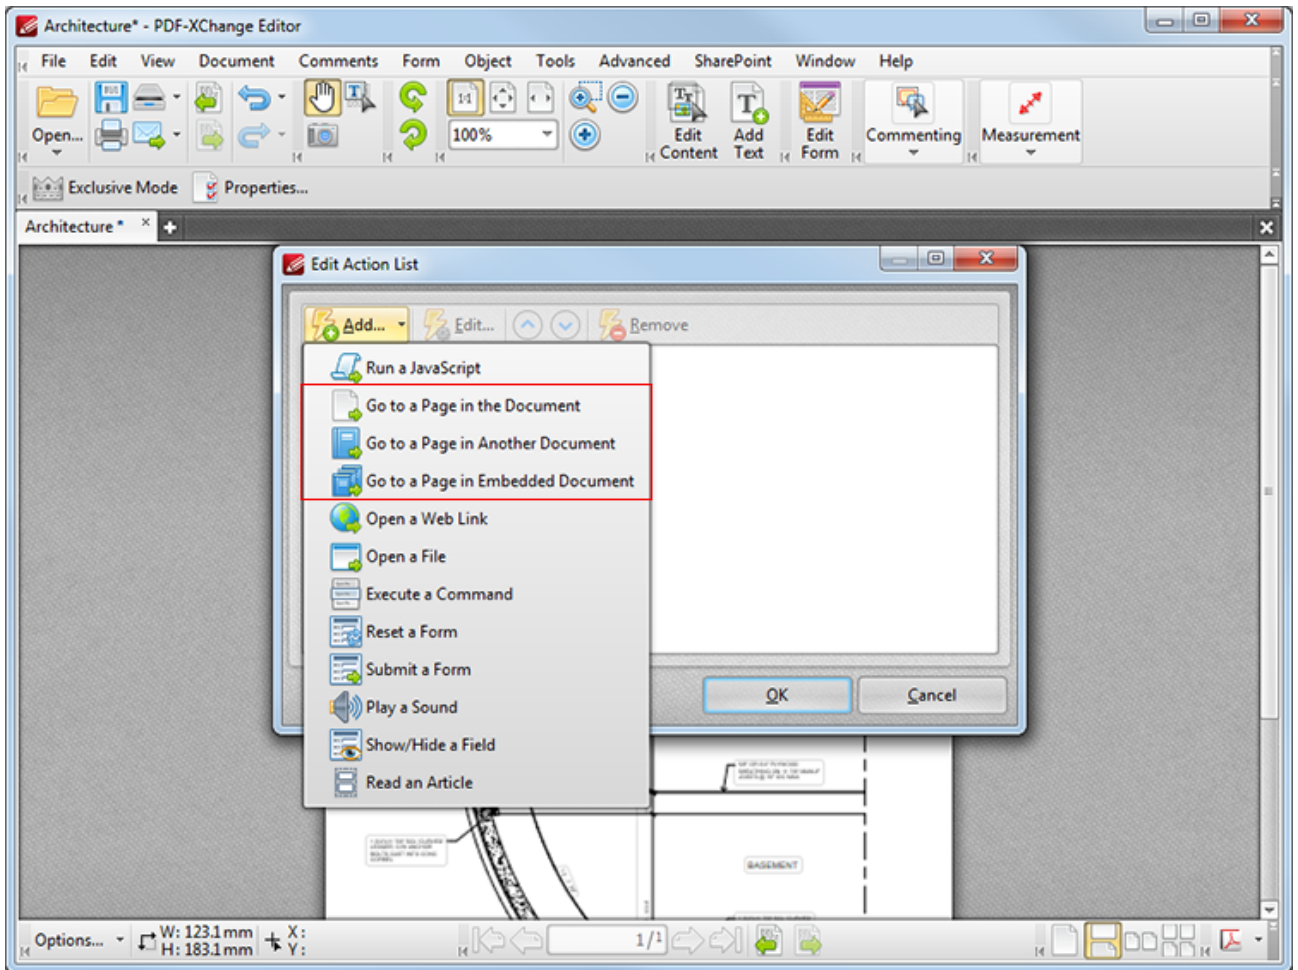 Architecture* - PDF-XChange Editor
File Edit View Document Comments Form Object Tools Advanced SharePoint Window Help
Open...
100%
Edit Content
Add Text
Edit Form
Commenting
Measurement
Exclusive Mode Properties...
Architecture *
Edit Action List
Add... Edit... Remove
Run a JavaScript
Go to a Page in the Document
Go to a Page in Another Document
Go to a Page in Embedded Document
Open a Web Link
Open a File
Execute a Command
Reset a Form
Submit a Form
Play a Sound
Show/Hide a Field
Read an Article
OK Cancel
BASEMENT
Options...
W: 123.1 mm X:
H: 183.1 mm Y:
1/1